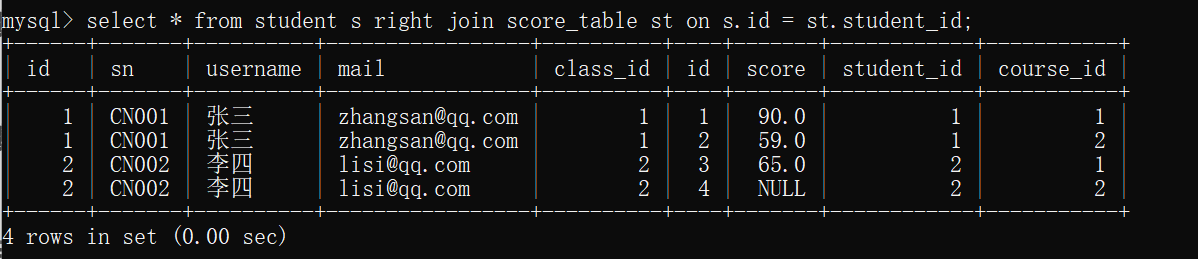 mysql> select * from student s right join score_table st on s.id = st.student_id;
+------+-------+----------+-----------------+----------+----+-------+------------+-----------+
| id   | sn    | username | mail            | class_id | id | score | student_id | course_id |
+------+-------+----------+-----------------+----------+----+-------+------------+-----------+
|    1 | CN001 | 张三     | zhangsan@qq.com |        1 |  1 |  90.0 |          1 |         1 |
|    1 | CN001 | 张三     | zhangsan@qq.com |        1 |  2 |  59.0 |          1 |         2 |
|    2 | CN002 | 李四     | lisi@qq.com     |        2 |  3 |  65.0 |          2 |         1 |
|    2 | CN002 | 李四     | lisi@qq.com     |        2 |  4 |  NULL |          2 |         2 |
+------+-------+----------+-----------------+----------+----+-------+------------+-----------+
4 rows in set (0.00 sec)